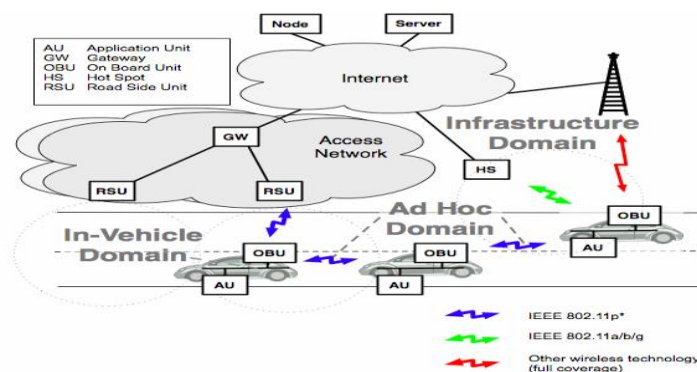 Node
Server
AU Application Unit
GW Gateway
OBU On Board Unit
HS Hot Spot
RSU Road Side Unit
Internet
GW
Access
Network
Infrastructure
Domain
HS
RSU
RSU
Ad Hoc
Domain
OBU
In-Vehicle
Domain
AU
OBU
OBU
AU
AU
IEEE 802.11p*
IEEE 802.11a/b/g
Other wireless technology
(full coverage)